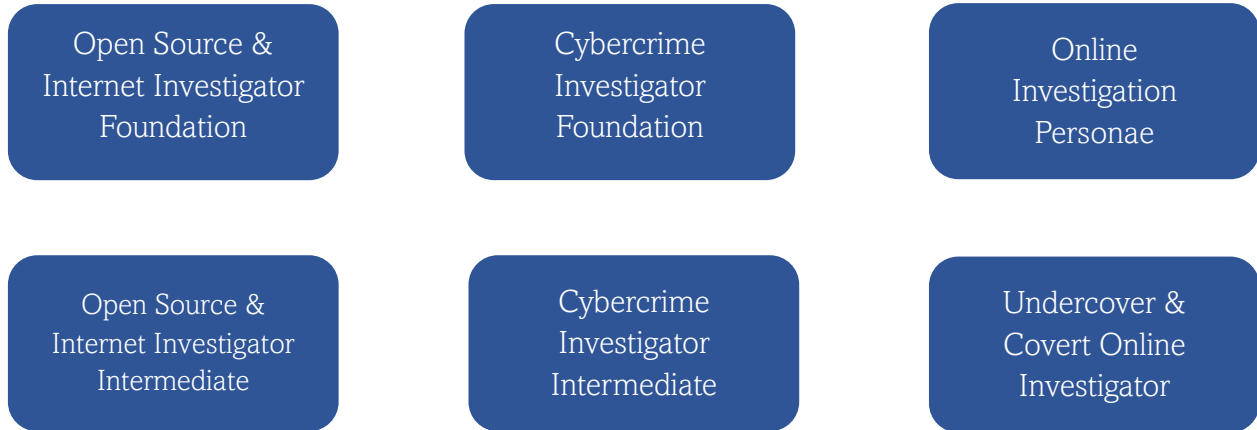 Open Source &
Internet Investigator
Foundation
Cybercrime
Investigator
Foundation
Online
Investigation
Personae
Open Source &
Internet Investigator
Intermediate
Cybercrime
Investigator
Intermediate
Undercover &
Covert Online
Investigator